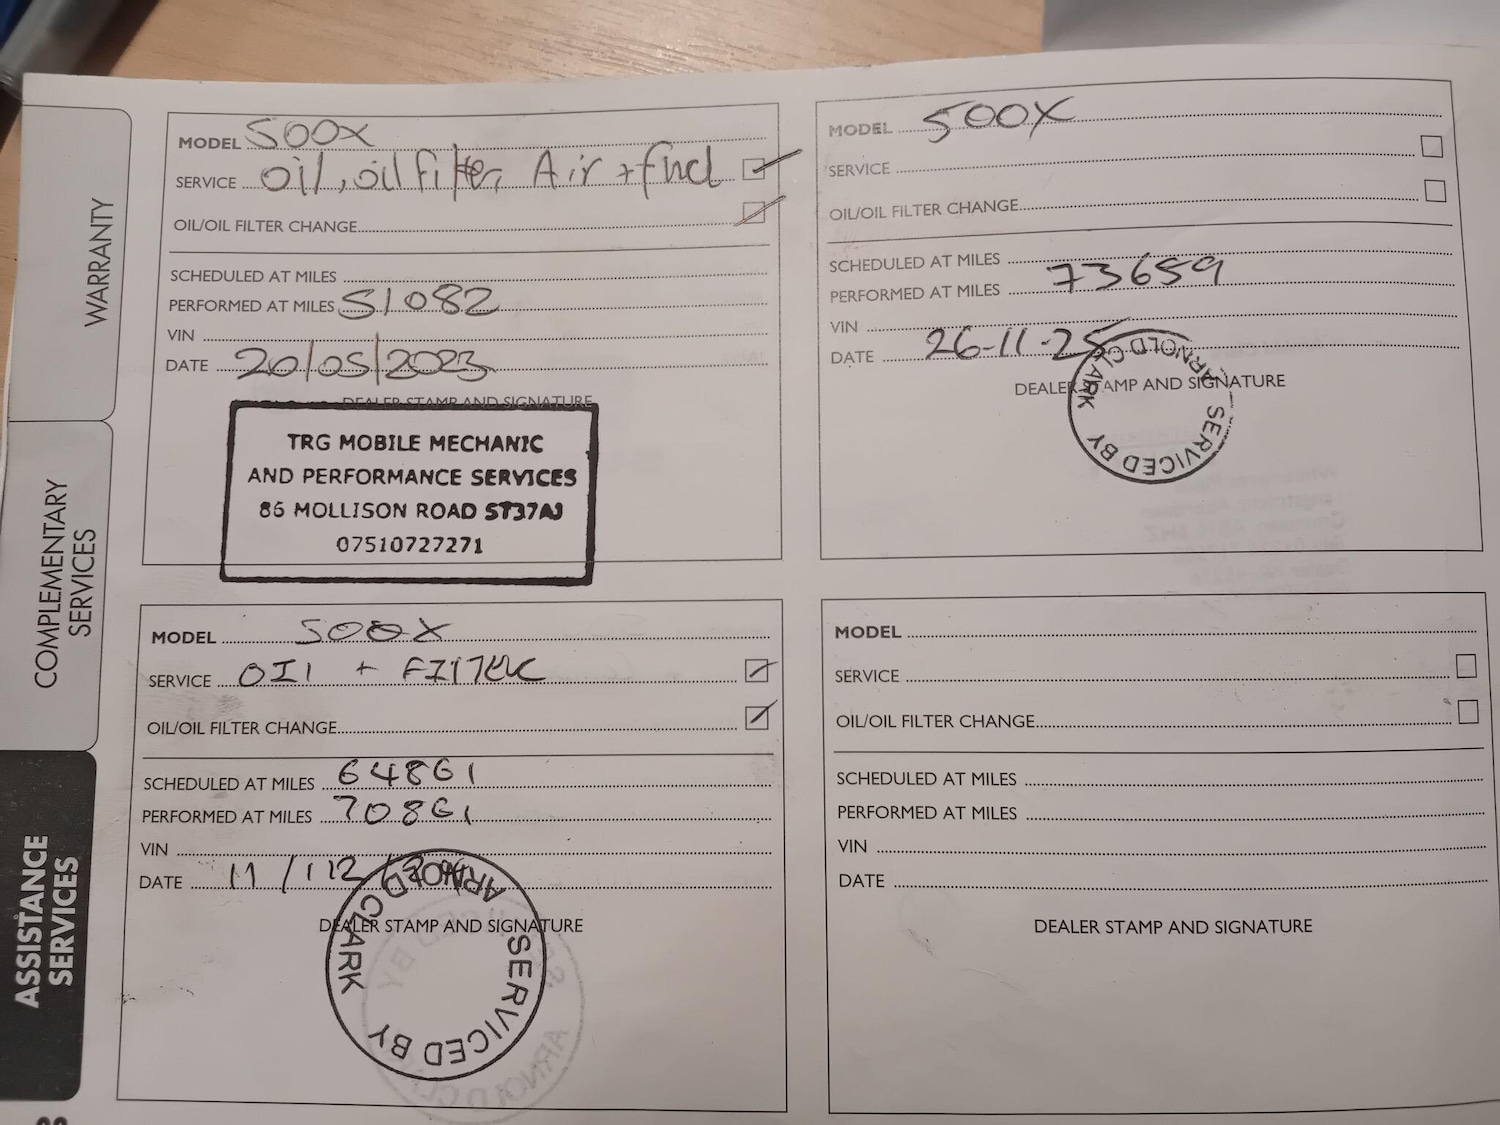 WARRANTY
COMPLEMENTARY
SERVICES
ASSISTANCE
SERVICES
MODEL 500X
SERVICE Oil, oil filter, Air + fuel
OIL/OIL FILTER CHANGE
SCHEDULED AT MILES
PERFORMED AT MILES 51082
VIN
DATE 20/05/2023
DEALER STAMP AND SIGNATURE
TRG MOBILE MECHANIC
AND PERFORMANCE SERVICES
86 MOLLISON ROAD ST37AJ
07510727271
MODEL 500X
SERVICE
OIL/OIL FILTER CHANGE
SCHEDULED AT MILES
PERFORMED AT MILES 73659
VIN
DATE 26-11-25
DEALER STAMP AND SIGNATURE
SERVICED BY ARNOLD CLARK
MODEL 500X
SERVICE OIl + FIlTER
OIL/OIL FILTER CHANGE
SCHEDULED AT MILES 64861
PERFORMED AT MILES 70861
VIN
DATE 11/112/
DEALER STAMP AND SIGNATURE
SERVICED BY ARNOLD CLARK
MODEL
SERVICE
OIL/OIL FILTER CHANGE
SCHEDULED AT MILES
PERFORMED AT MILES
VIN
DATE
DEALER STAMP AND SIGNATURE